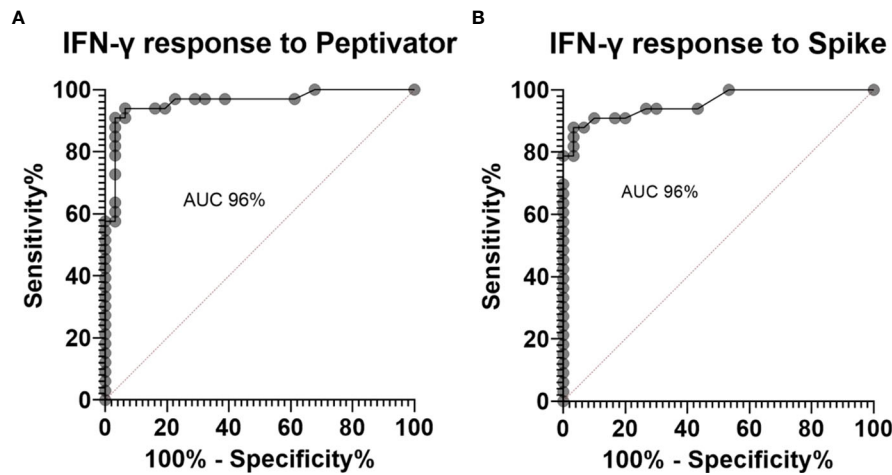 A
IFN-γ response to Peptivator
100
80
60
40
20
0
Sensitivity%
AUC 96%
0 20 40 60 80 100
100% - Specificity%
B
IFN-γ response to Spike
100
80
60
40
20
0
Sensitivity%
AUC 96%
0 20 40 60 80 100
100% - Specificity%